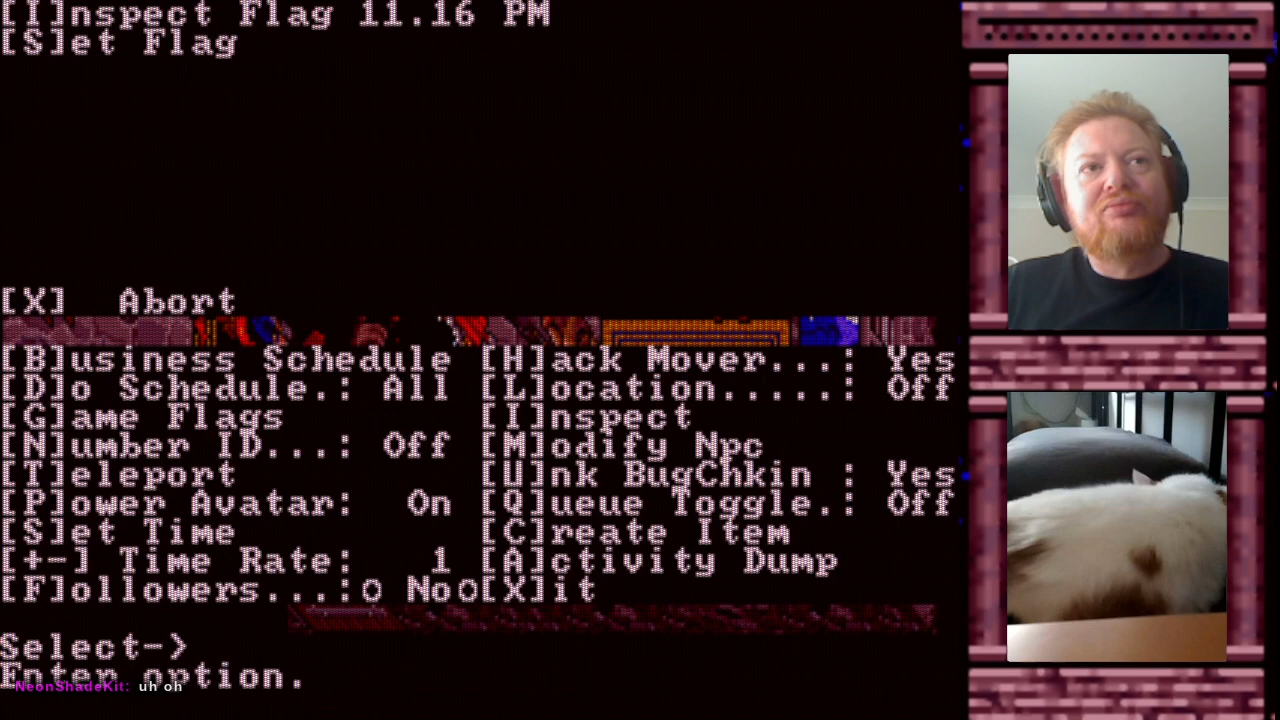 [I]nspect Flag 11.16 PM
[S]et Flag
[X]  Abort
[B]usiness Schedule [H]ack Mover...: Yes
[D]o Schedule.: All [L]ocation.....: Off
[G]ame Flags [I]nspect
[N]umber ID...: Off [M]odify Npc
[T]eleport [U]nk BugChkin : Yes
[P]ower Avatar: On [Q]ueue Toggle.: Off
[S]et Time [C]reate Item
[+-] Time Rate: 1 [A]ctivity Dump
[F]ollowers...:o No○[X]it
Select->
Enter option.
NeonShadeKit: uh oh